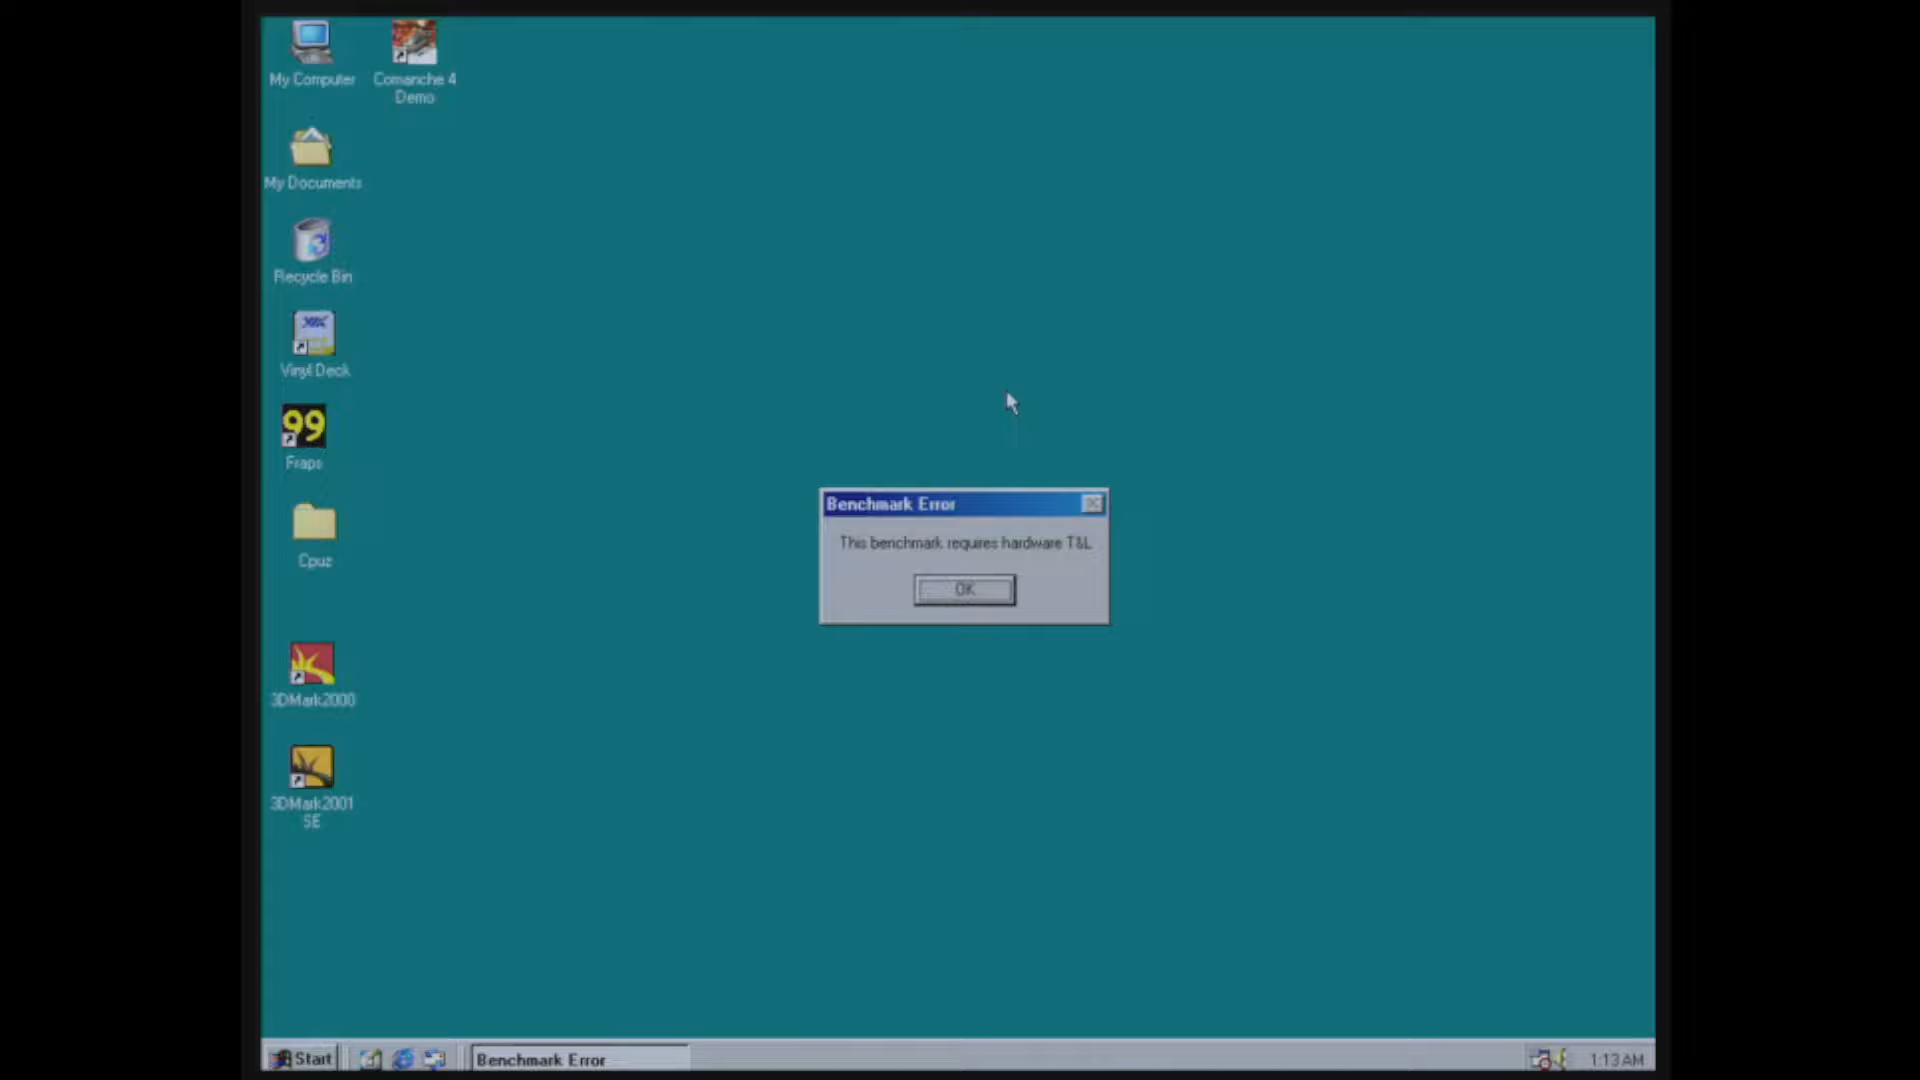 My Computer
Comanche 4
Demo
My Documents
Recycle Bin
Vinyl Deck
99
Fraps
Cpuz
3DMark2000
3DMark2001
SE
Benchmark Error
This benchmark requires hardware T&L
OK
Start
Benchmark Error
1:13 AM